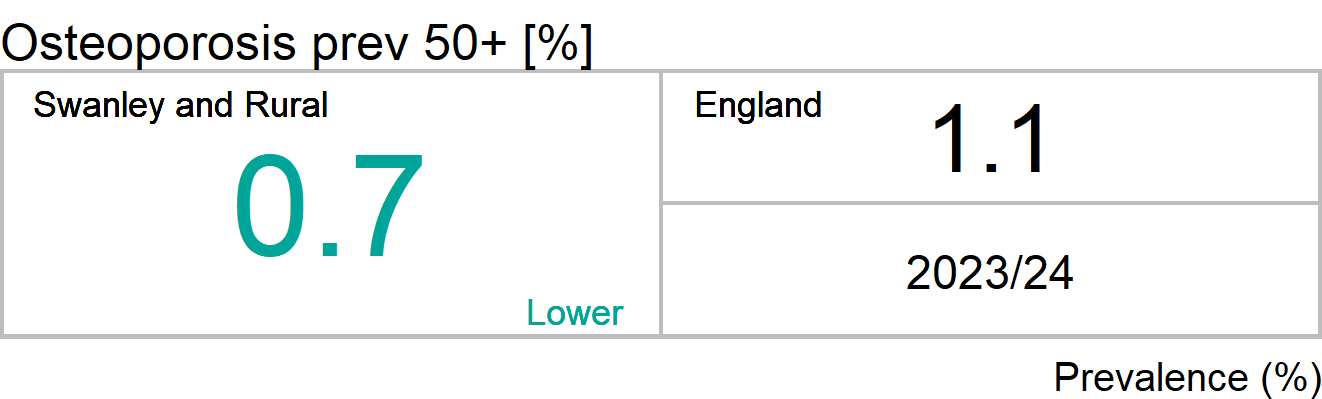 Osteoporosis prev 50+ [%]
Swanley and Rural
0.7
Lower
England
1.1
2023/24
Prevalence (%)